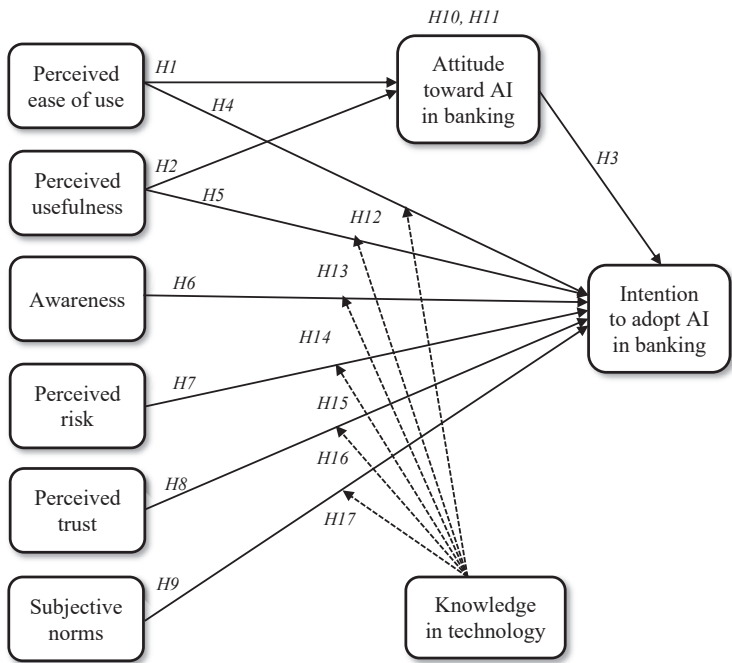 H10, H11
H1
Perceived
ease of use
Attitude
toward AI
in banking
H4
H2
Perceived
usefulness
H3
H5
H12
H13
Awareness
H6
Intention
to adopt AI
in banking
H14
Perceived
risk
H7
H15
H16
Perceived
trust
H8
H17
H9
Subjective
norms
Knowledge
in technology